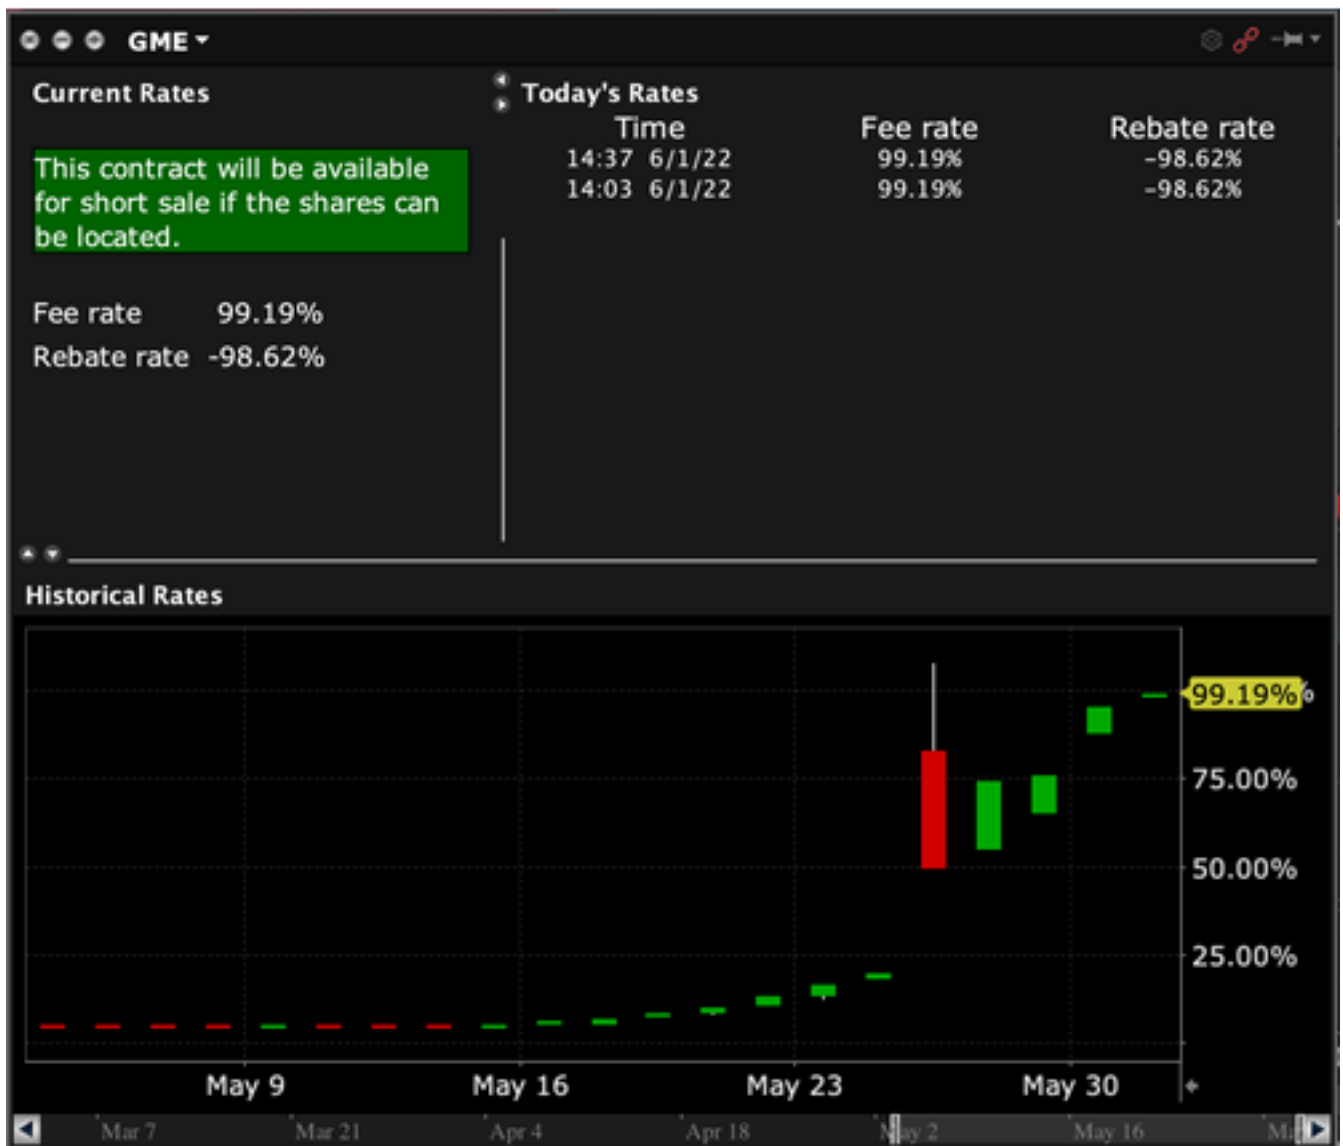 GME
Current Rates
This contract will be available
for short sale if the shares can
be located.
Fee rate 99.19%
Rebate rate -98.62%
Today's Rates
Time Fee rate Rebate rate
14:37 6/1/22 99.19% -98.62%
14:03 6/1/22 99.19% -98.62%
Historical Rates
99.19%
75.00%
50.00%
25.00%
May 9 May 16 May 23 May 30
Mar 7 Mar 21 Apr 4 Apr 18 May 2 May 16